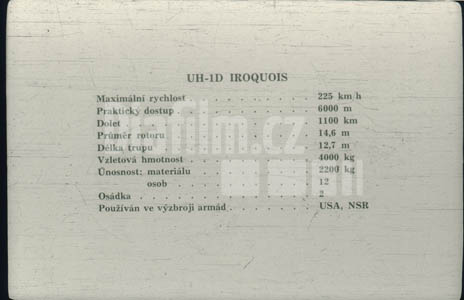 UH-1D IROQUOIS
Maximální rychlost . . . . . . . . . . . 225 km/h
Praktický dostup . . . . . . . . . . . . 6000 m
Dolet . . . . . . . . . . . . . . . . . 1100 km
Průměr rotoru . . . . . . . . . . . . . 14,6 m
Délka trupu . . . . . . . . . . . . . . 12,7 m
Vzletová hmotnost . . . . . . . . . . . 4000 kg
Únosnost: materiálu . . . . . . . . . . 2200 kg
osob . . . . . . . . . . . . 12
Osádka . . . . . . . . . . . . . . . . 2
Používán ve výzbroji armád . . . . . . . USA, NSR